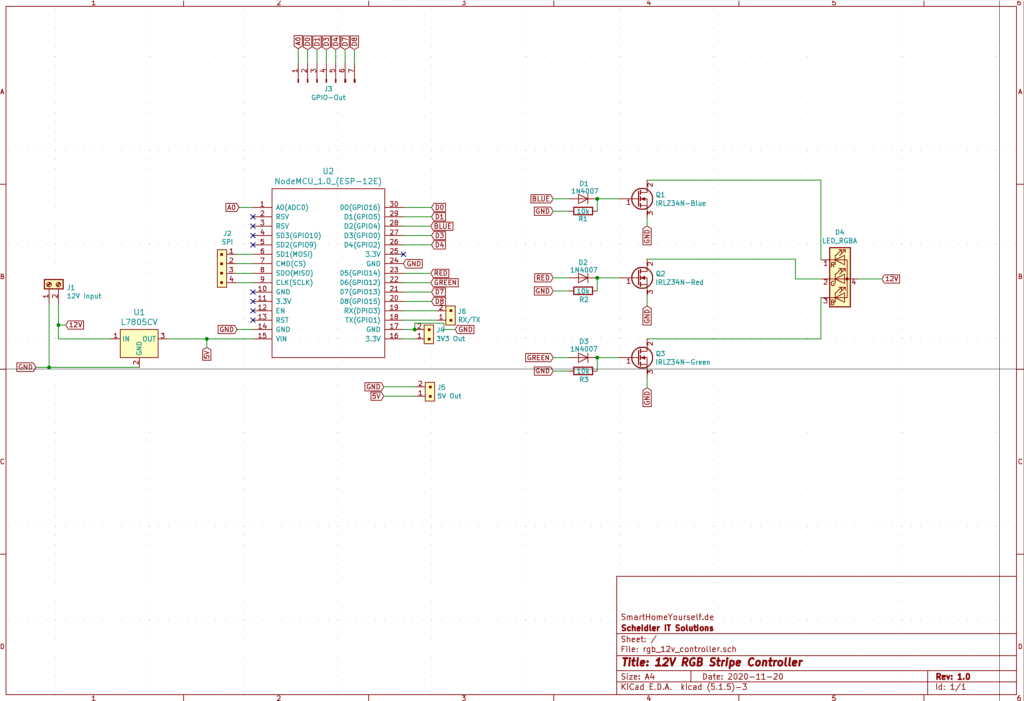 1 2 3 4 5 6
A0 D0 D1 D3 D4 D7 D8
1 2 3 4 5 6 7
J3
GPIO-Out
A A
U2
NodeMCU_1.0_(ESP-12E)
A0 1 A0(ADC0) D0(GPIO16) 30 D0
2 RSV D1(GPIO5) 29 D1
3 RSV D2(GPIO4) 28 BLUE
4 SD3(GPIO10) D3(GPIO0) 27 D3
5 SD2(GPIO9) D4(GPIO2) 26 D4
6 SD1(MOSI) 3.3V 25
7 CMD(CS) GND 24 GND
8 SDO(MISO) D5(GPIO14) 23 RED
9 CLK(SCLK) D6(GPIO12) 22 GREEN
10 GND D7(GPIO13) 21 D7
11 3.3V D8(GPIO15) 20 D8
12 EN RX(DPIO3) 19
13 RST TX(GPIO1) 18
GND 14 GND GND 17 GND
15 VIN 3.3V 16
J2
SPI
1
2
3
4
2
1
J6
RX/TX
2
1
J4
3V3 Out
J1
12V Input
1 2
12V
U1
L7805CV
1 IN OUT 3
GND
2
GND
5V
GND 2
5V 1
J5
5V Out
D1
1N4007
BLUE
GND 10k
R1
1 2 3
Q1
IRLZ34N-Blue
GND
D2
1N4007
RED
GND 10k
R2
1 2 3
Q2
IRLZ34N-Red
GND
D3
1N4007
GREEN
GND 10k
R3
1 2 3
Q3
IRLZ34N-Green
GND
D4
LED_RGBA
1 R
2 G 4 12V
3 B
B B
C C
D D
SmartHomeYourself.de
Scheidler IT Solutions
Sheet: /
File: rgb_12v_controller.sch
Title: 12V RGB Stripe Controller
Size: A4 Date: 2020-11-20 Rev: 1.0
KiCad E.D.A. kicad (5.1.5)-3 Id: 1/1
1 2 3 4 5 6